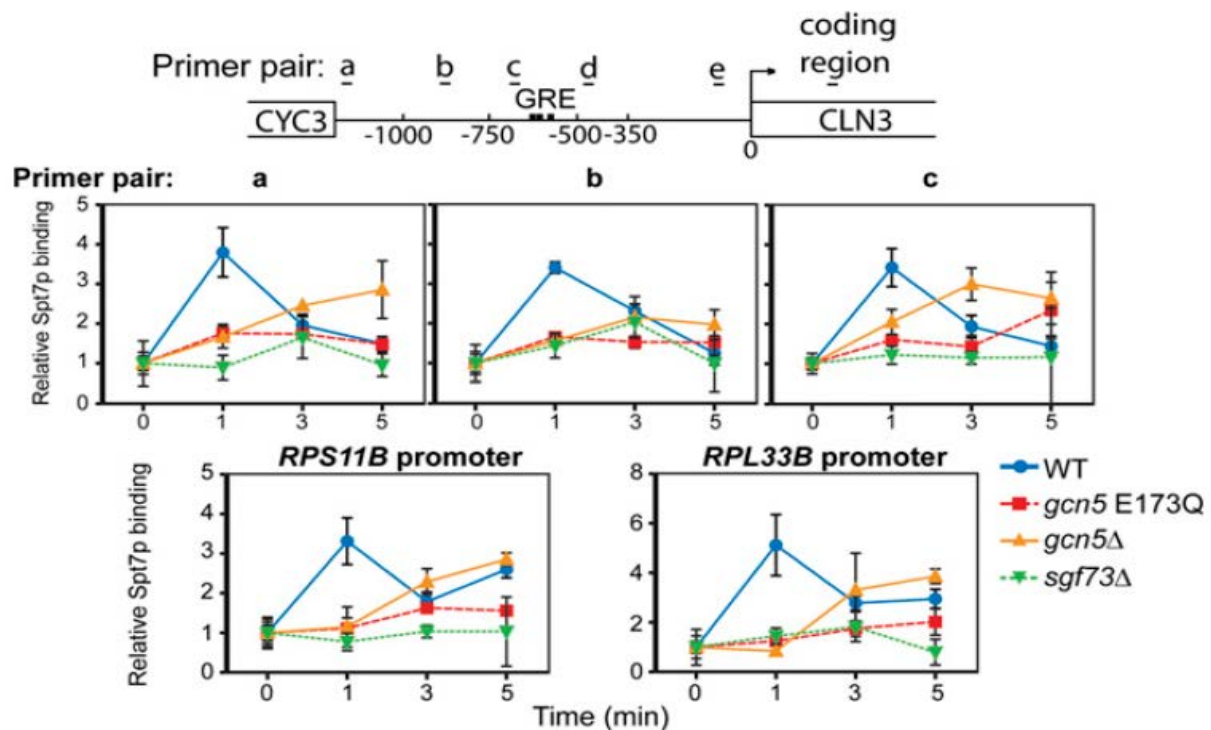 coding
Primer pair: a b c d e region
GRE
CYC3 CLN3
-1000 -750 -500 -350 0
Primer pair: a b c
Relative Spt7p binding
5
4
3
2
1
0
0 1 3 5 0 1 3 5 0 1 3 5
RPS11B promoter RPL33B promoter
Relative Spt7p binding
5
4
3
2
1
0
8
6
4
2
0
WT
gcn5 E173Q
gcn5Δ
sgf73Δ
0 1 3 5 0 1 3 5
Time (min)